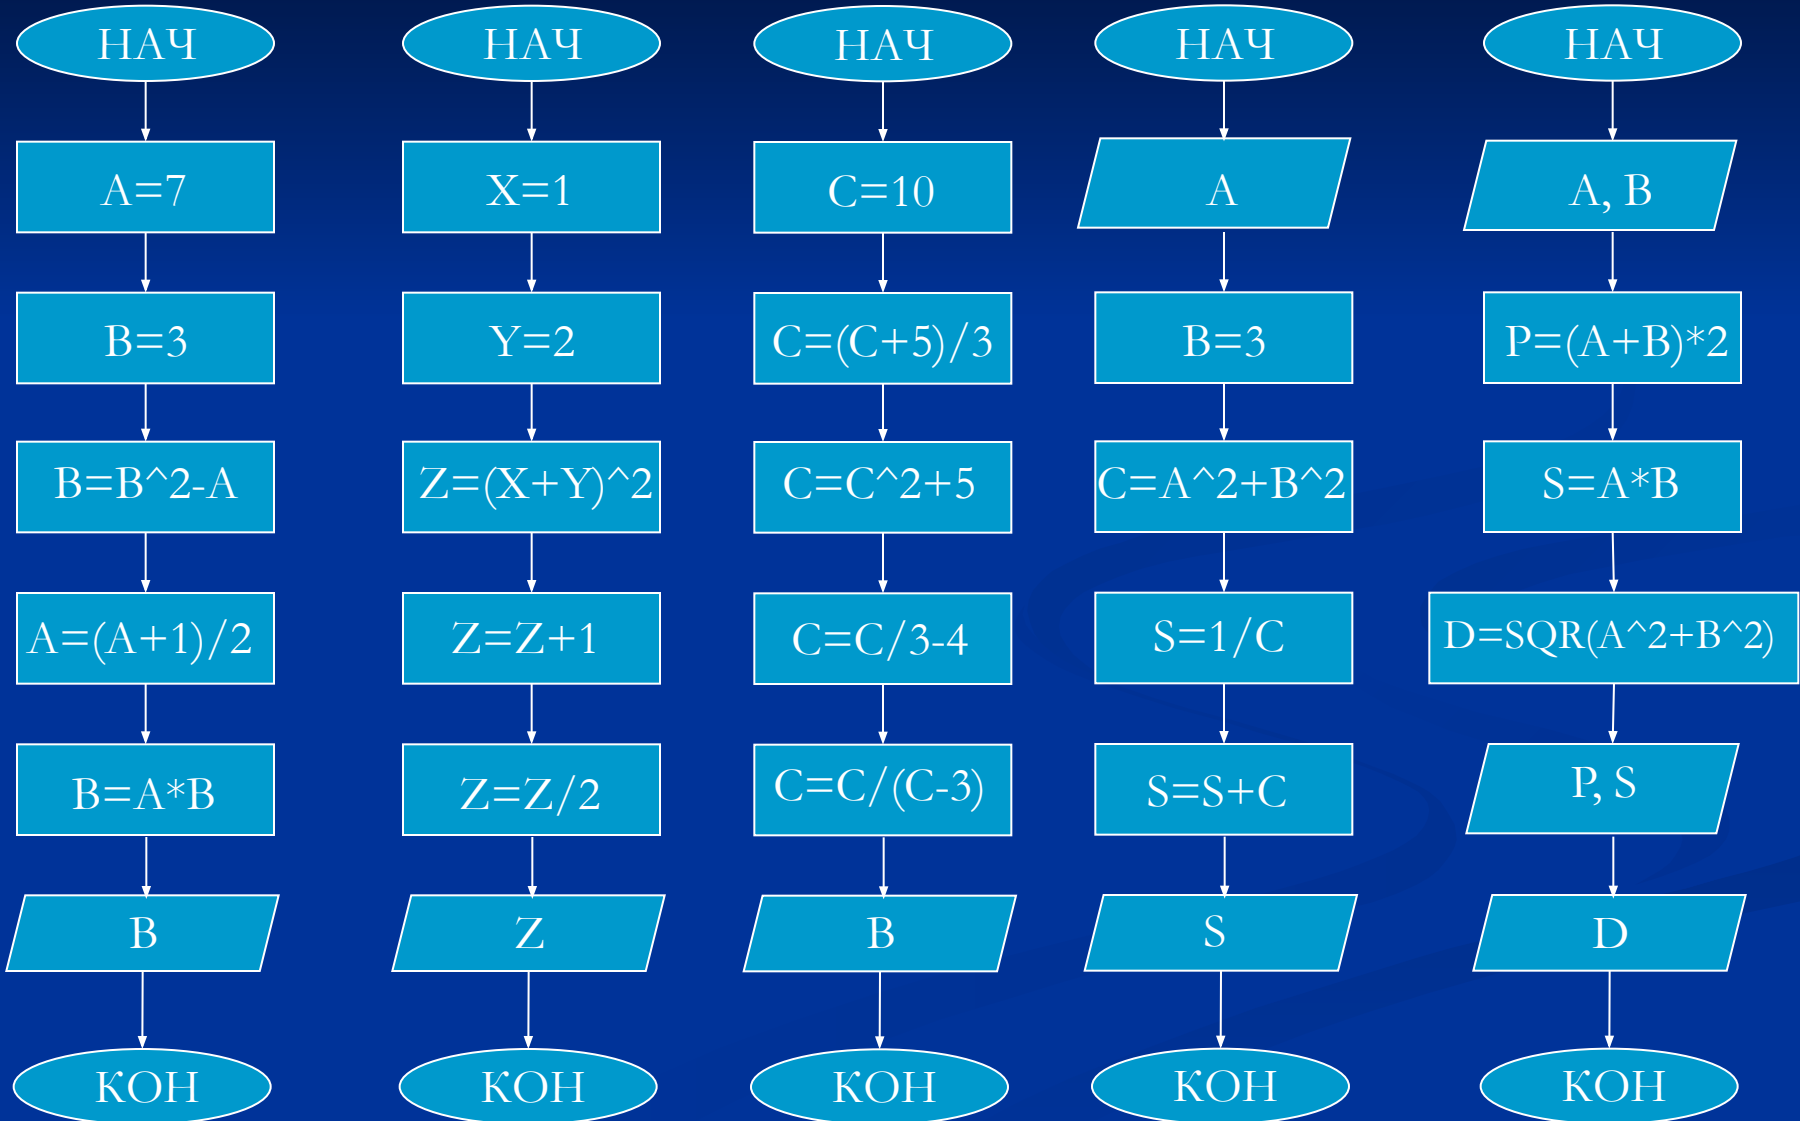 НАЧ
А=7
В=3
В=В^2-А
А=(А+1)/2
В=А*В
В
КОН
НАЧ
X=1
Y=2
Z=(X+Y)^2
Z=Z+1
Z=Z/2
Z
КОН
НАЧ
С=10
С=(С+5)/3
С=С^2+5
С=С/3-4
С=С/(С-3)
В
КОН
НАЧ
А
В=3
С=А^2+В^2
S=1/С
S=S+С
S
КОН
НАЧ
А, В
Р=(А+В)*2
S=А*В
D=SQR(A^2+B^2)
P, S
D
КОН